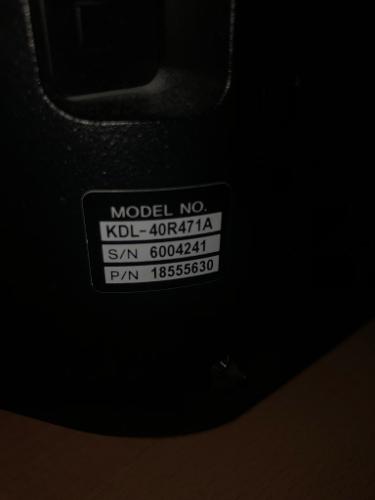 MODEL NO.
KDL-40R471A
S/N 6004241
P/N 18555630